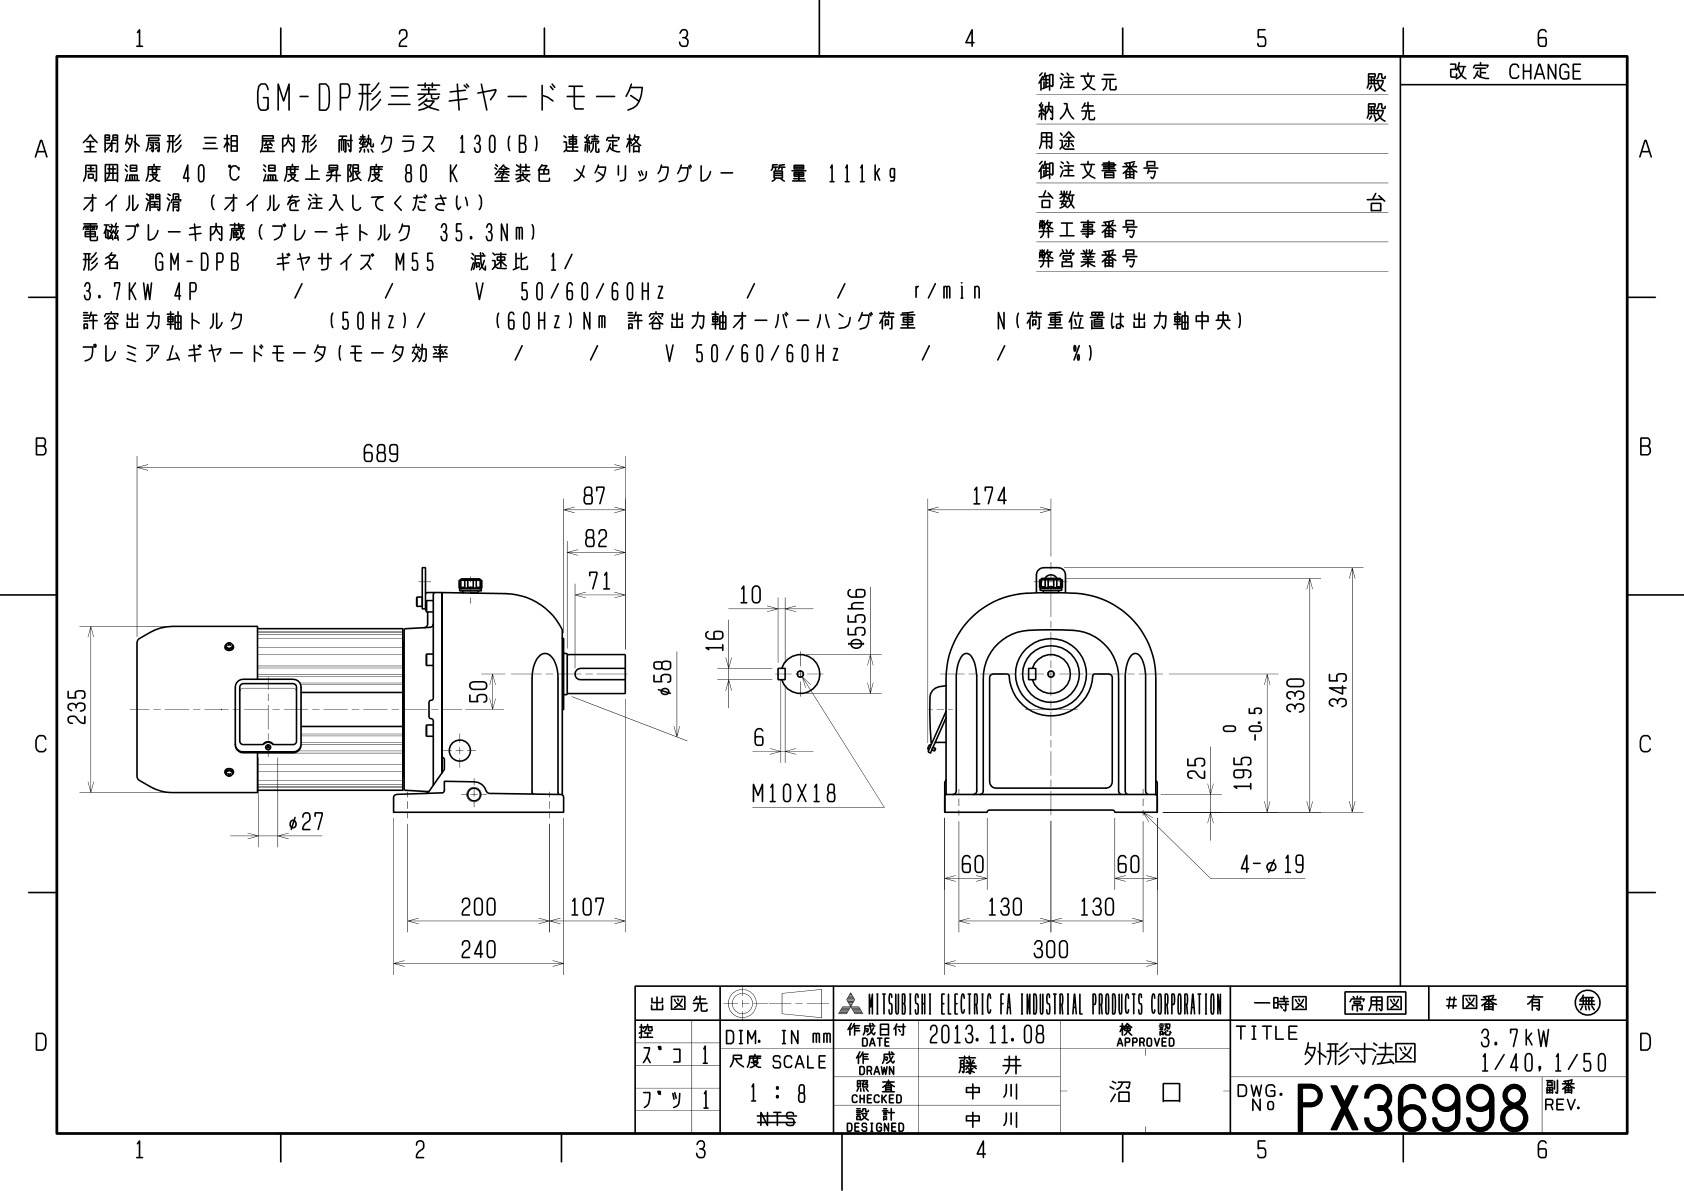 1 2 3 4 5 6
改定 CHANGE
GM-DP形三菱ギヤードモータ
全閉外扇形 三相 屋内形 耐熱クラス 130(B) 連続定格
周囲温度 40 ℃ 温度上昇限度 80 K 塗装色 メタリックグレー 質量 111kg
オイル潤滑 (オイルを注入してください)
電磁ブレーキ内蔵(ブレーキトルク 35.3Nm)
形名 GM-DPB ギヤサイズ M55 減速比 1/
3.7KW 4P / / V 50/60/60Hz / / r/min
許容出力軸トルク (50Hz)/ (60Hz)Nm 許容出力軸オーバーハング荷重 N(荷重位置は出力軸中央)
プレミアムギヤードモータ(モータ効率 / / V 50/60/60Hz / / %)
御注文元 殿
納入先 殿
用途
御注文書番号
台数 台
弊工事番号
弊営業番号
A A
B B
C C
D D
689
87
82
71
235
50
φ58
φ27
200 107
240
10
16
6
Φ55h6
M10X18
174
345
330
0
195 -0.5
25
60 60
4-φ19
130 130
300
出図先
控
ズコ 1
ブツ 1
DIM. IN mm
尺度 SCALE
1 : 8
NTS
MITSUBISHI ELECTRIC FA INDUSTRIAL PRODUCTS CORPORATION
作成日付 DATE 2013.11.08
作成 DRAWN 藤井
照査 CHECKED 中川
設計 DESIGNED 中川
検認 APPROVED
沼口
一時図 常用図 #図番 有 無
TITLE 外形寸法図
3.7kW
1/40,1/50
DWG. No PX36998
副番 REV.
1 2 3 4 5 6